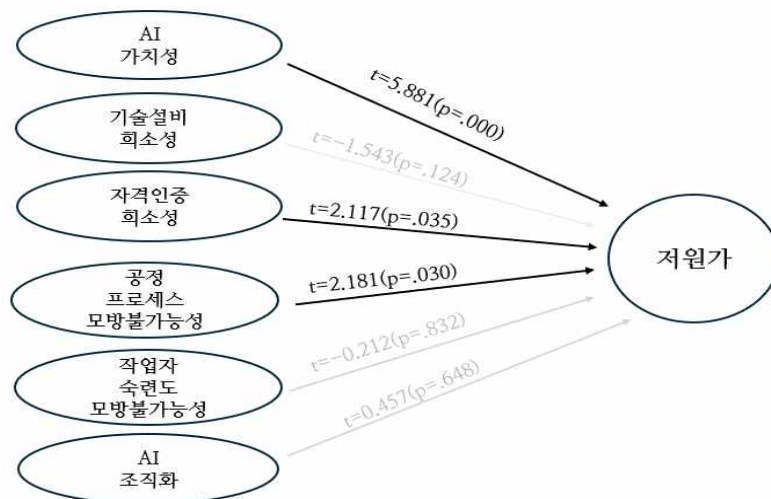 AI
가치성
t=5.881(p=.000)
기술설비
희소성
t=-1.543(p=.124)
자격인증
희소성
t=2.117(p=.035)
저원가
공정
프로세스
모방불가능성
t=2.181(p=.030)
작업자
숙련도
모방불가능성
t=-0.212(p=.832)
AI
조직화
t=0.457(p=.648)